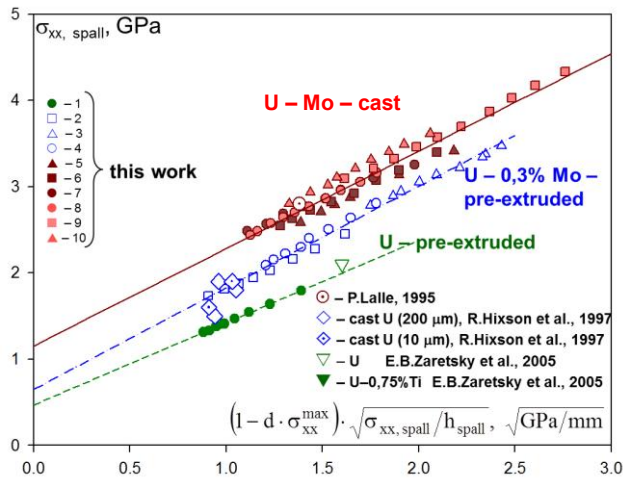 5
σxx, spall, GPa
4
3
2
1
0
U – Mo – cast
– 1
– 2
– 3
– 4
– 5
– 6
– 7
– 8
– 9
– 10
this work
U – 0,3% Mo –
pre-extruded
U – pre-extruded
– P.Lalle, 1995
– cast U (200 μm), R.Hixson et al., 1997
– cast U (10 μm), R.Hixson et al., 1997
– U E.B.Zaretsky et al., 2005
– U–0,75%Ti E.B.Zaretsky et al., 2005
(1 – d · σxx^max) · √σxx, spall / hspall, √GPa/mm
0.0 0.5 1.0 1.5 2.0 2.5 3.0